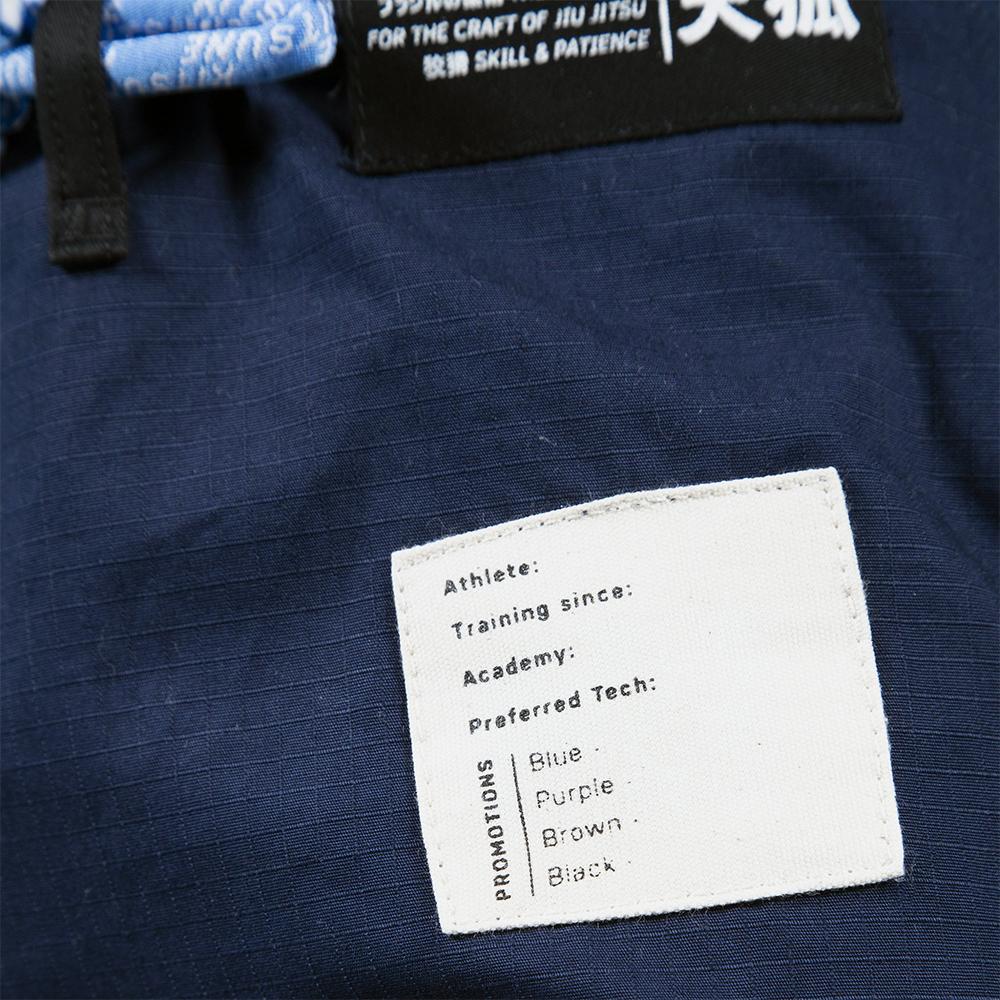 FOR THE CRAFT OF JIU JITSU
SKILL & PATIENCE
Athlete:
Training since:
Academy:
Preferred Tech:
PROMOTIONS
Blue
Purple
Brown
Black